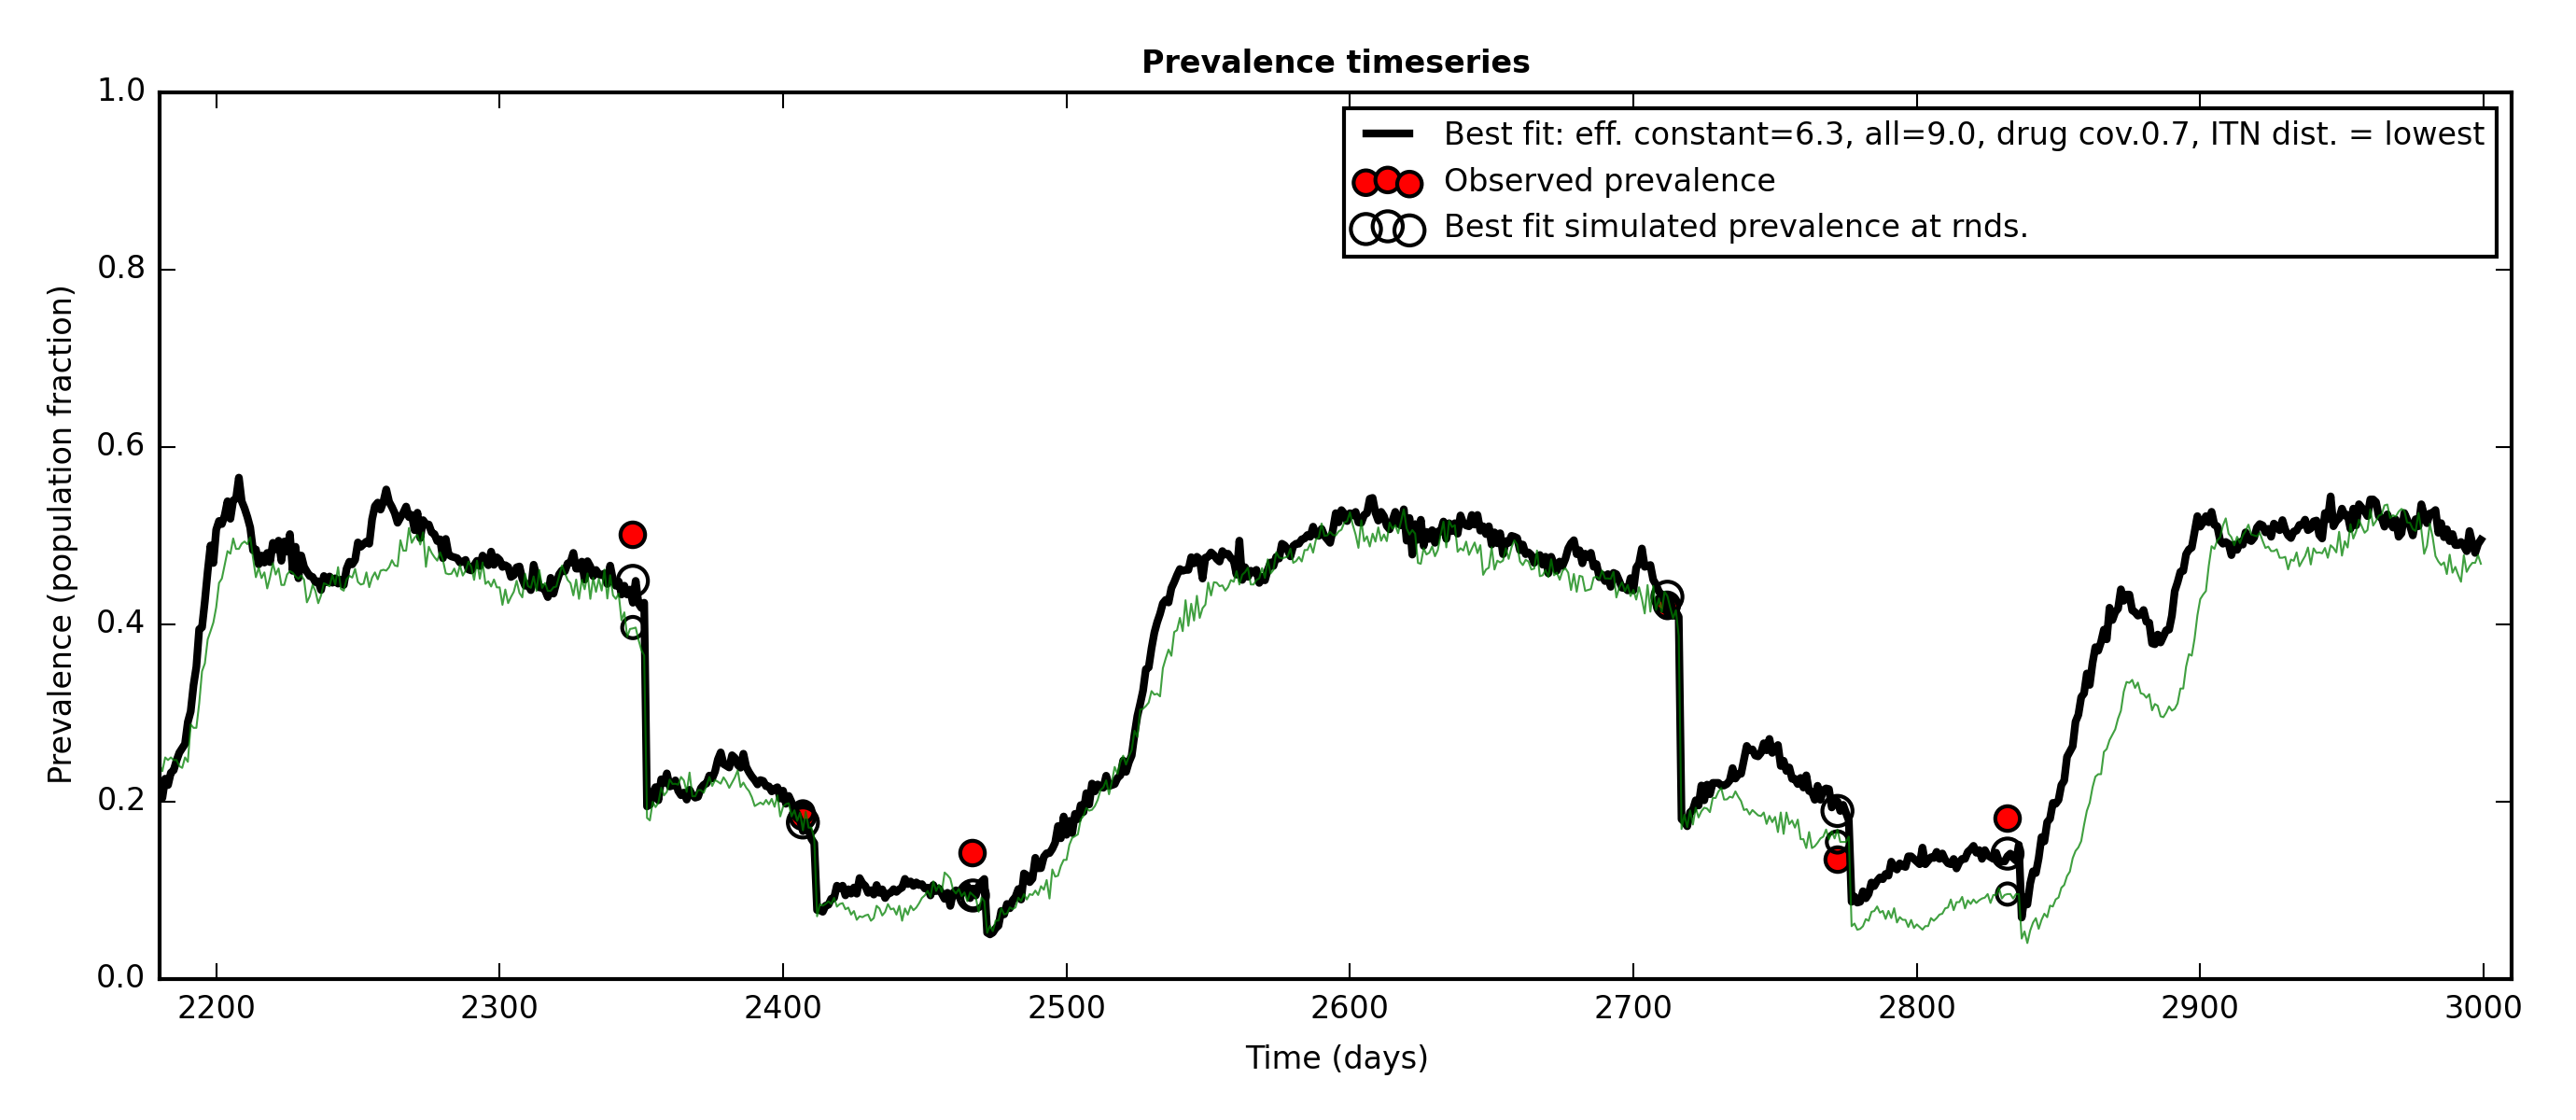 Prevalence timeseries
Best fit: eff. constant=6.3, all=9.0, drug cov.0.7, ITN dist. = lowest
Observed prevalence
Best fit simulated prevalence at rnds.
Prevalence (population fraction)
1.0
0.8
0.6
0.4
0.2
0.0
2200 2300 2400 2500 2600 2700 2800 2900 3000
Time (days)